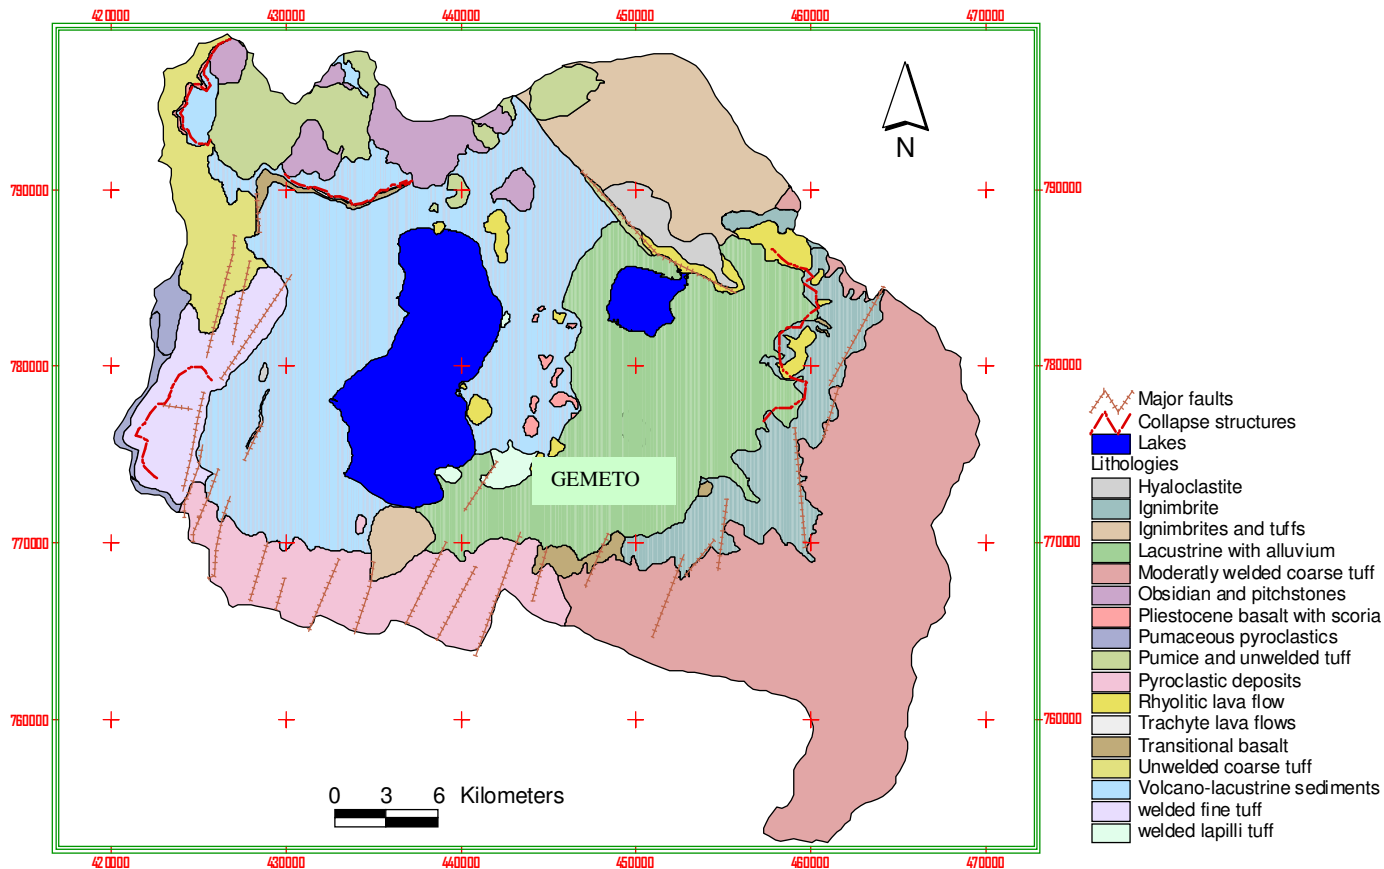 420000 430000 440000 450000 460000 470000
790000 790000
780000 780000
770000 770000
760000 760000
N
GEMETO
0 3 6 Kilometers
420000 430000 440000 450000 460000 470000
Major faults
Collapse structures
Lakes
Lithologies
Hyaloclastite
Ignimbrite
Ignimbrites and tuffs
Lacustrine with alluvium
Moderatly welded coarse tuff
Obsidian and pitchstones
Pliestocene basalt with scoria
Pumaceous pyroclastics
Pumice and unwelded tuff
Pyroclastic deposits
Rhyolitic lava flow
Trachyte lava flows
Transitional basalt
Unwelded coarse tuff
Volcano-lacustrine sediments
welded fine tuff
welded lapilli tuff